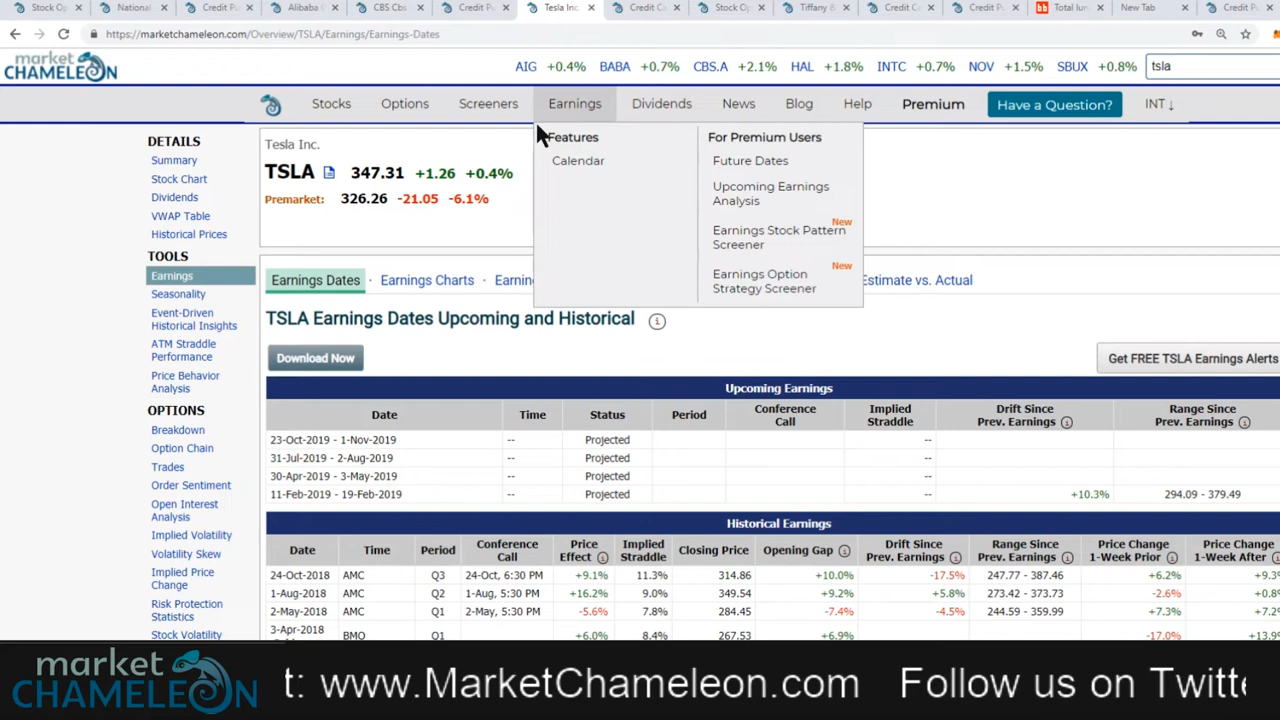 Stock Op
National
Credit Pu
Alibaba
CBS Cbs
Credit Pu
Tesla Inc.
Credit Ca
Stock Op
Tiffany &
Credit Ca
Credit Pu
Total
New Tab
Credit Pu
https://marketchameleon.com/Overview/TSLA/Earnings/Earnings-Dates
market
CHAMELEON
AIG +0.4% BABA +0.7% CBS.A +2.1% HAL +1.8% INTC +0.7% NOV +1.5% SBUX +0.8%
tsla
Stocks Options Screeners Earnings Dividends News Blog Help Premium Have a Question? INT ↓
DETAILS
Summary
Stock Chart
Dividends
VWAP Table
Historical Prices
TOOLS
Earnings
Seasonality
Event-Driven
Historical Insights
ATM Straddle
Performance
Price Behavior
Analysis
OPTIONS
Breakdown
Option Chain
Trades
Order Sentiment
Open Interest
Analysis
Implied Volatility
Volatility Skew
Implied Price
Change
Risk Protection
Statistics
Stock Volatility
Tesla Inc.
TSLA 347.31 +1.26 +0.4%
Premarket: 326.26 -21.05 -6.1%
Features
Calendar
For Premium Users
Future Dates
Upcoming Earnings
Analysis
New
Earnings Stock Pattern
Screener
New
Earnings Option
Strategy Screener
Earnings Dates · Earnings Charts · Earnin Estimate vs. Actual
TSLA Earnings Dates Upcoming and Historical
Download Now
Get FREE TSLA Earnings Alerts
Upcoming Earnings
Date Time Status Period Conference Call Implied Straddle Drift Since Prev. Earnings Range Since Prev. Earnings
23-Oct-2019 - 1-Nov-2019 -- Projected --
31-Jul-2019 - 2-Aug-2019 -- Projected --
30-Apr-2019 - 3-May-2019 -- Projected --
11-Feb-2019 - 19-Feb-2019 -- Projected -- +10.3% 294.09 - 379.49
Historical Earnings
Date Time Period Conference Call Price Effect Implied Straddle Closing Price Opening Gap Drift Since Prev. Earnings Range Since Prev. Earnings Price Change 1-Week Prior Price Change 1-Week After
24-Oct-2018 AMC Q3 24-Oct, 6:30 PM +9.1% 11.3% 314.86 +10.0% -17.5% 247.77 - 387.46 +6.2% +9.3%
1-Aug-2018 AMC Q2 1-Aug, 5:30 PM +16.2% 9.0% 349.54 +9.2% +5.8% 273.42 - 373.73 -2.6% +0.8%
2-May-2018 AMC Q1 2-May, 5:30 PM -5.6% 7.8% 284.45 -7.4% -4.5% 244.59 - 359.99 +7.3% +7.2
3-Apr-2018 BMO Q1 +6.0% 8.4% 267.53 +6.9% -17.0% +13.9%
market
CHAMELEON
t: www.MarketChameleon.com Follow us on Twitte